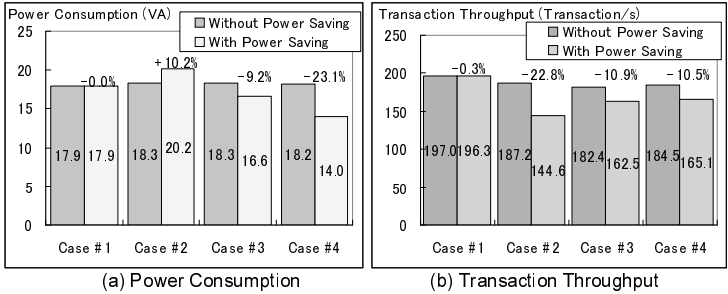 Power Consumption (VA)
Without Power Saving
With Power Saving
25
20
15
10
5
0
-0.0%
+10.2%
-9.2%
-23.1%
17.9 17.9 18.3 20.2 18.3 16.6 18.2 14.0
Case #1 Case #2 Case #3 Case #4
(a) Power Consumption
Transaction Throughput (Transaction/s)
Without Power Saving
With Power Saving
250
200
150
100
50
0
-0.3%
-22.8%
-10.9%
-10.5%
197.0 196.3 187.2 144.6 182.4 162.5 184.5 165.1
Case #1 Case #2 Case #3 Case #4
(b) Transaction Throughput